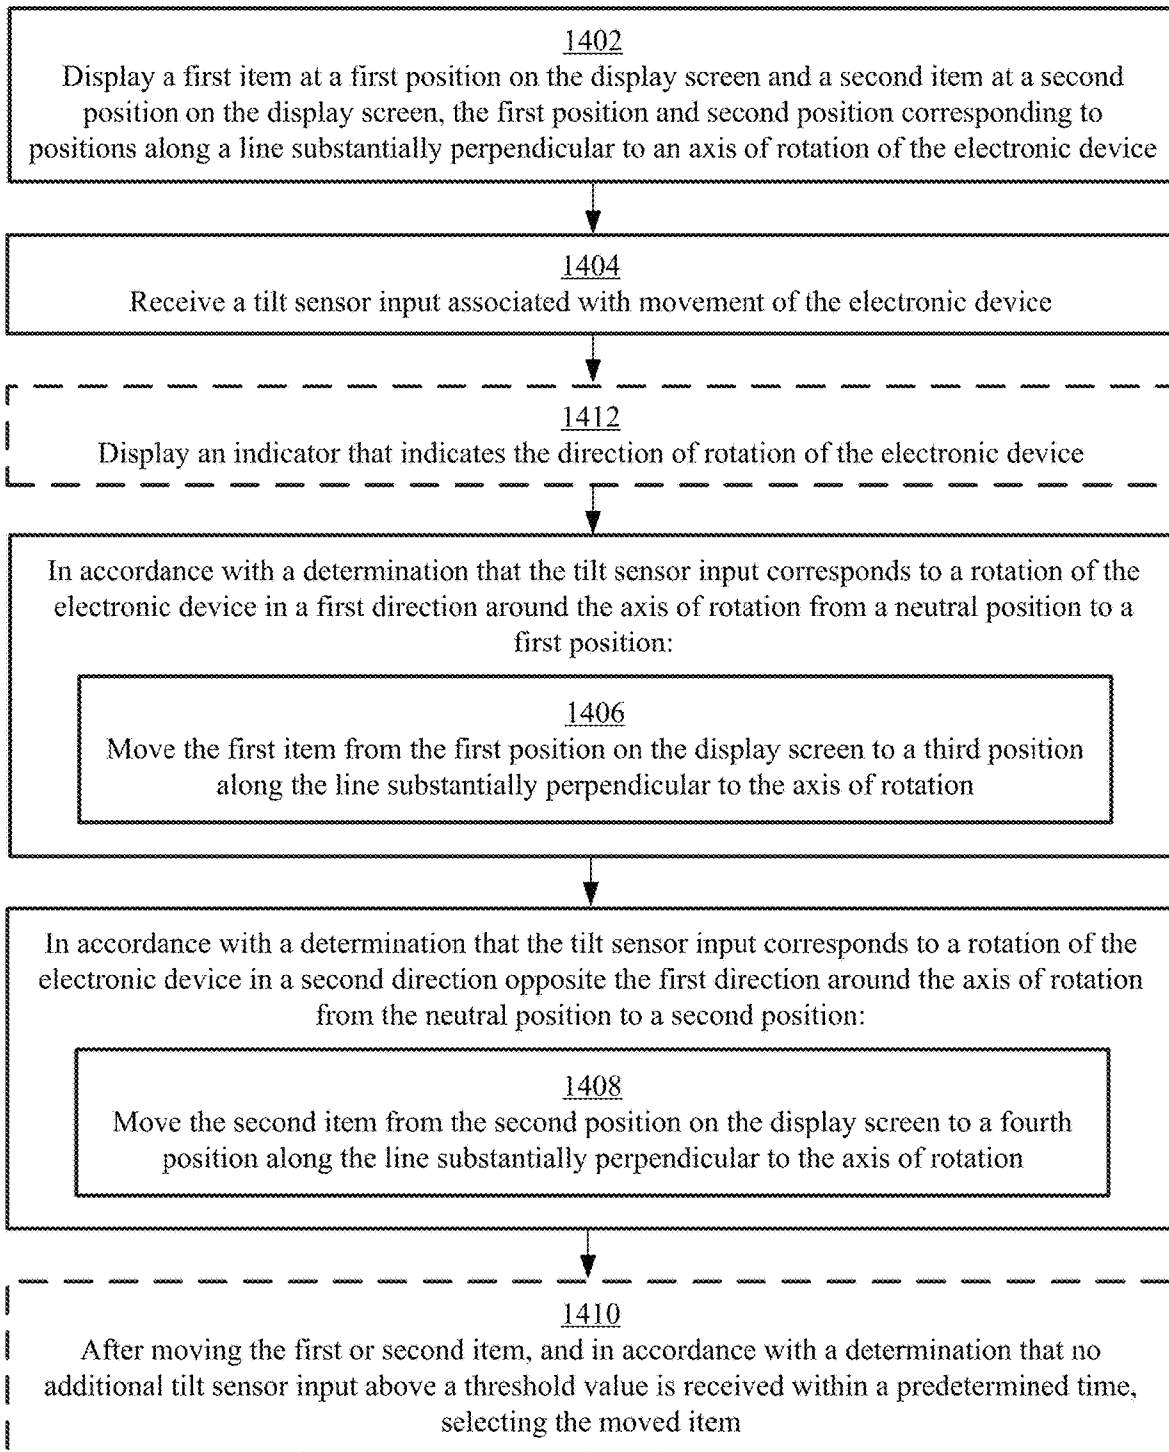 1402
Display a first item at a first position on the display screen and a second item at a second
position on the display screen, the first position and second position corresponding to
positions along a line substantially perpendicular to an axis of rotation of the electronic device
1404
Receive a tilt sensor input associated with movement of the electronic device
1412
Display an indicator that indicates the direction of rotation of the electronic device
In accordance with a determination that the tilt sensor input corresponds to a rotation of the
electronic device in a first direction around the axis of rotation from a neutral position to a
first position:
1406
Move the first item from the first position on the display screen to a third position
along the line substantially perpendicular to the axis of rotation
In accordance with a determination that the tilt sensor input corresponds to a rotation of the
electronic device in a second direction opposite the first direction around the axis of rotation
from the neutral position to a second position:
1408
Move the second item from the second position on the display screen to a fourth
position along the line substantially perpendicular to the axis of rotation
1410
After moving the first or second item, and in accordance with a determination that no
additional tilt sensor input above a threshold value is received within a predetermined time,
selecting the moved item